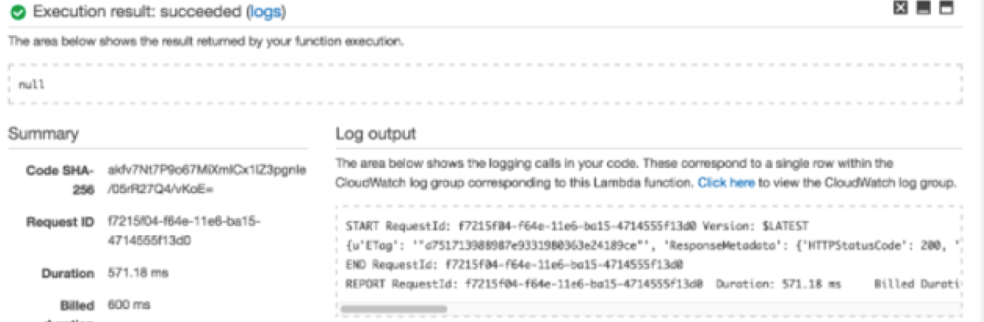 Execution result: succeeded (logs)
The area below shows the result returned by your function execution.
null
Summary
Code SHA-256 akfv7Nt7P9o67MiXmlCx1lZ3pgnle/05rR27Q4/vKoE=
Request ID f7215f04-f64e-11e6-ba15-4714555f13d0
Duration 571.18 ms
Billed duration 600 ms
Log output
The area below shows the logging calls in your code. These correspond to a single row within the
CloudWatch log group corresponding to this Lambda function. Click here to view the CloudWatch log group.
START RequestId: f7215f04-f64e-11e6-ba15-4714555f13d0 Version: $LATEST
{u'ETag': '"d751713988987e9331980363e24189ce"', 'ResponseMetadata': {'HTTPStatusCode': 200, '
END RequestId: f7215f04-f64e-11e6-ba15-4714555f13d0
REPORT RequestId: f7215f04-f64e-11e6-ba15-4714555f13d0 Duration: 571.18 ms Billed Durati